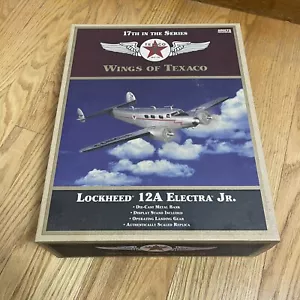 17TH IN THE SERIES
TEXACO
WINGS OF TEXACO
LOCKHEED 12A ELECTRA JR.
• DIE-CAST METAL BANK
• DISPLAY STAND INCLUDED
• OPERATING LANDING GEAR
• AUTHENTICALLY SCALED REPLICA